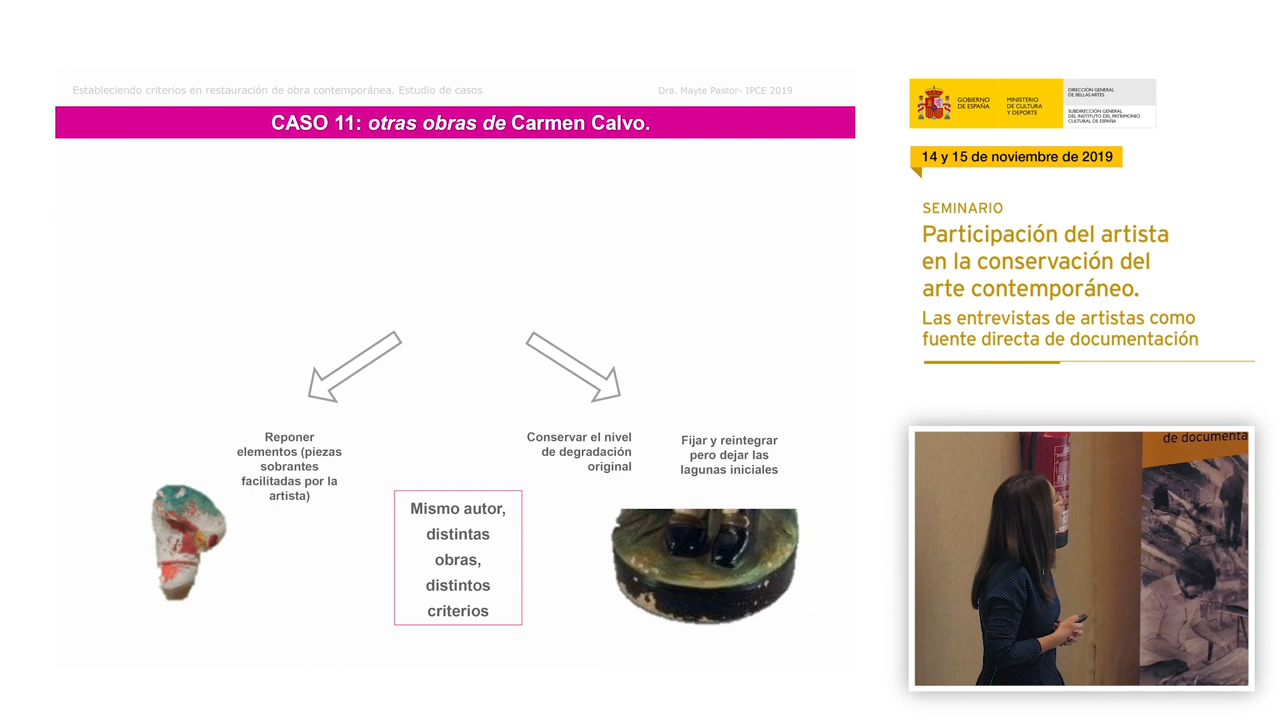 Estableciendo criterios en restauración de obra contemporánea. Estudio de casos.
Dra. Mayte Pastor- IPCE 2019
CASO 11: otras obras de Carmen Calvo.
Reponer
elementos (piezas
sobrantes
facilitadas por la
artista)
Conservar el nivel
de degradación
original
Fijar y reintegrar
pero dejar las
lagunas iniciales
Mismo autor,
distintas
obras,
distintos
criterios
GOBIERNO
DE ESPAÑA
MINISTERIO
DE CULTURA
Y DEPORTE
DIRECCIÓN GENERAL
DE BELLAS ARTES
SUBDIRECCIÓN GENERAL
DEL INSTITUTO DEL PATRIMONIO
CULTURAL DE ESPAÑA
14 y 15 de noviembre de 2019
SEMINARIO
Participación del artista
en la conservación del
arte contemporáneo.
Las entrevistas de artistas como
fuente directa de documentación
de documenta